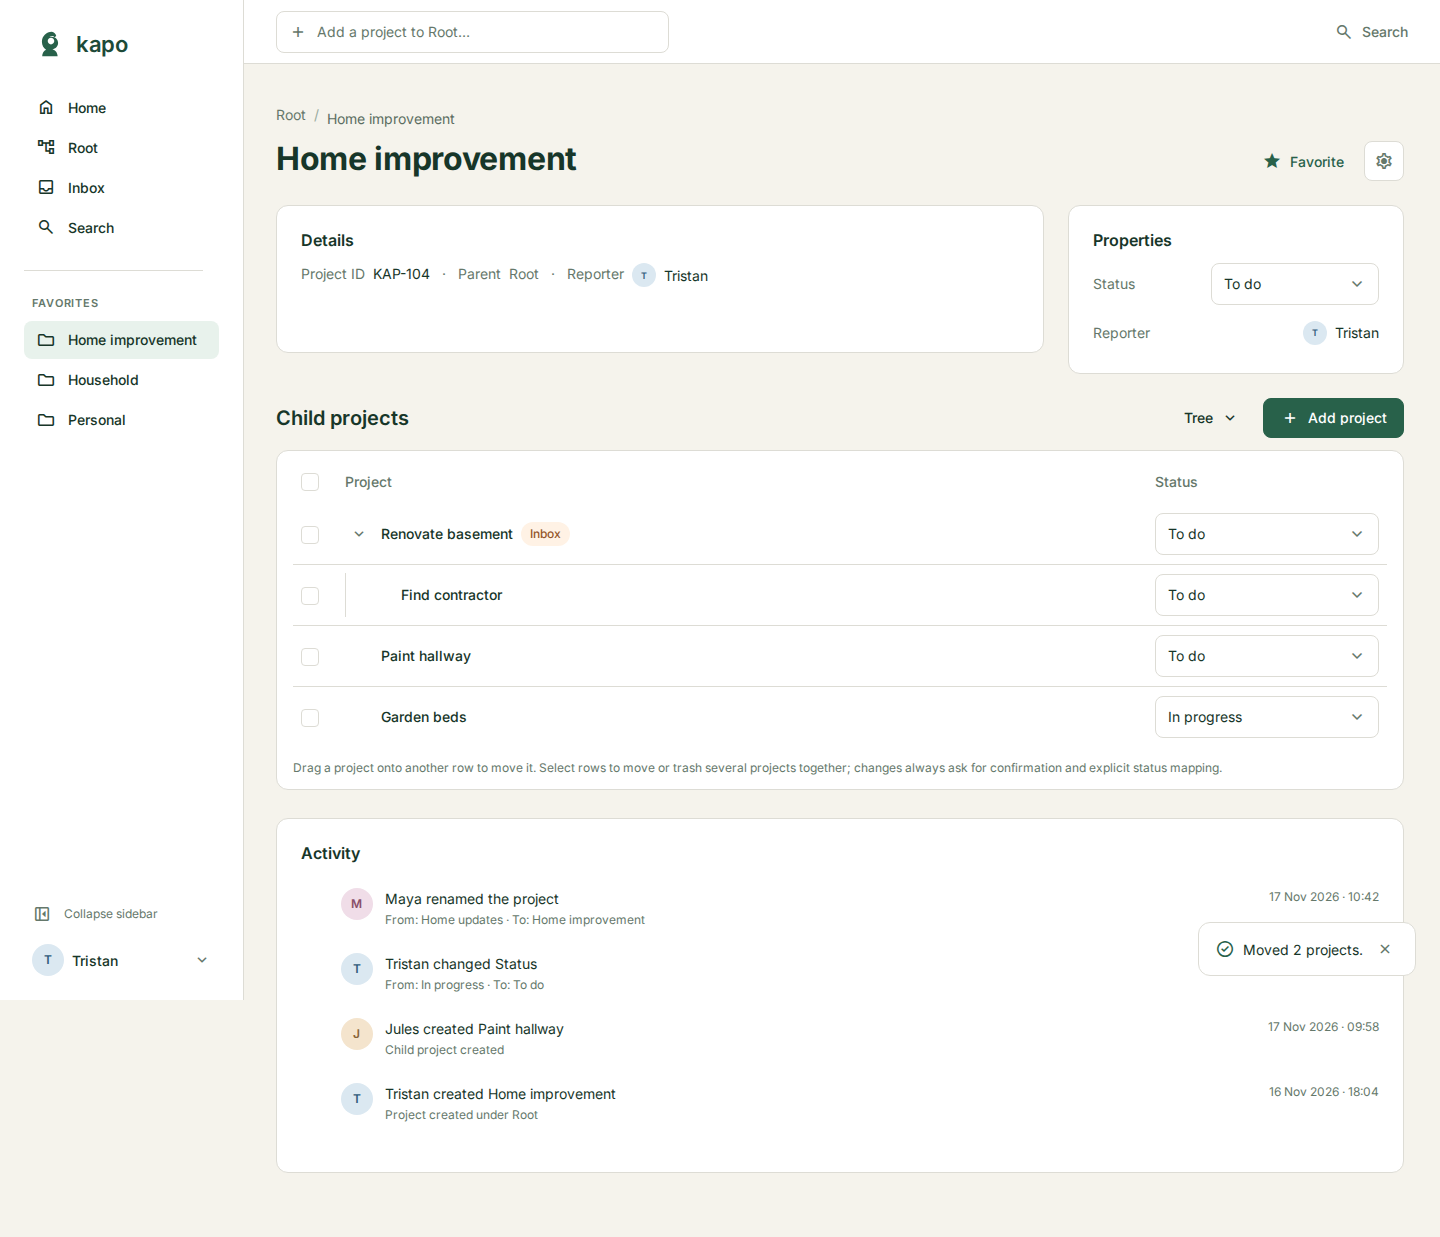 kapo
Add a project to Root...
Search
Home
Root
Inbox
Search
FAVORITES
Home improvement
Household
Personal
Collapse sidebar
T Tristan
Root / Home improvement
Home improvement
Favorite
Details
Project ID KAP-104 · Parent Root · Reporter T Tristan
Properties
Status To do
Reporter T Tristan
Child projects
Tree
Add project
Project Status
Renovate basement Inbox To do
Find contractor To do
Paint hallway To do
Garden beds In progress
Drag a project onto another row to move it. Select rows to move or trash several projects together; changes always ask for confirmation and explicit status mapping.
Activity
M Maya renamed the project 17 Nov 2026 · 10:42
From: Home updates · To: Home improvement
Moved 2 projects.
T Tristan changed Status
From: In progress · To: To do
J Jules created Paint hallway 17 Nov 2026 · 09:58
Child project created
T Tristan created Home improvement 16 Nov 2026 · 18:04
Project created under Root